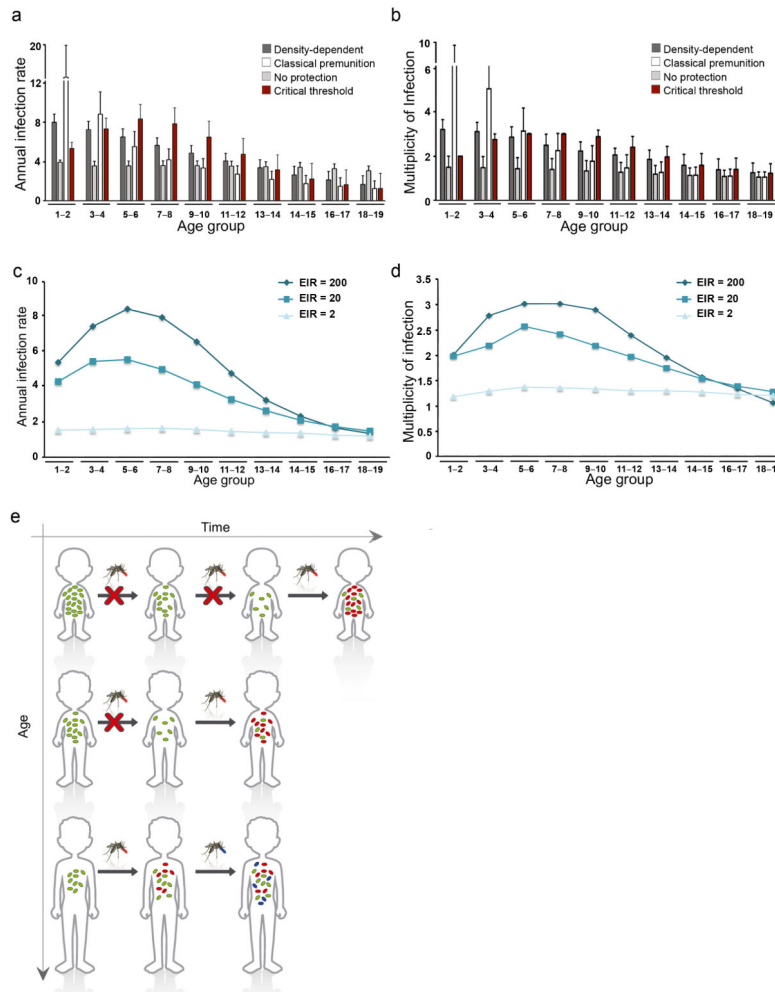 a
20
12
8
4
0
Annual infection rate
Density-dependent
Classical premunition
No protection
Critical threshold
1–2 3–4 5–6 7–8 9–10 11–12 13–14 14–15 16–17 18–19
Age group
b
10
6
4
2
0
Multiplicity of Infection
Density-dependent
Classical premunition
No protection
Critical threshold
1–2 3–4 5–6 7–8 9–10 11–12 13–14 14–15 16–17 18–19
Age group
c
10
8
6
4
2
0
Annual infection rate
EIR = 200
EIR = 20
EIR = 2
1–2 3–4 5–6 7–8 9–10 11–12 13–14 14–15 16–17 18–19
Age group
d
3.5
3
2.5
2
1.5
1
0.5
0
Multiplicity of infection
EIR = 200
EIR = 20
EIR = 2
1–2 3–4 5–6 7–8 9–10 11–12 13–14 14–15 16–17 18–1
Age group
e
Time
Age